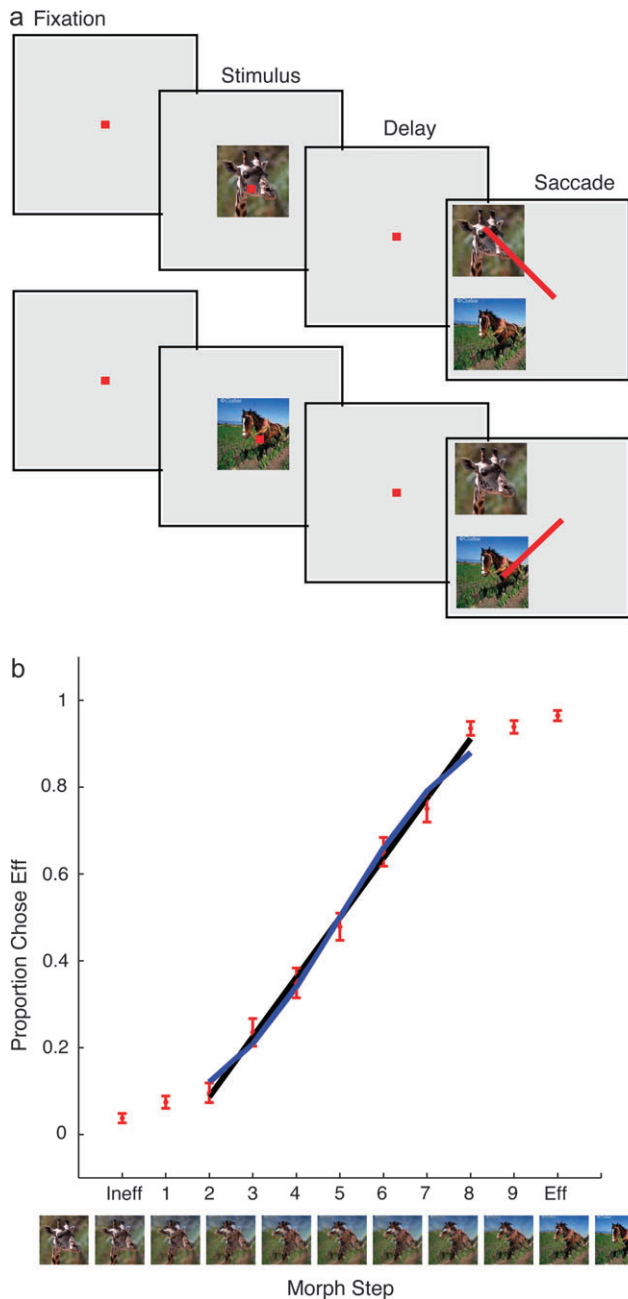 a Fixation
Stimulus
Delay
Saccade
b
1
0.8
0.6
0.4
0.2
0
Proportion Chose Eff
Ineff 1 2 3 4 5 6 7 8 9 Eff
Morph Step